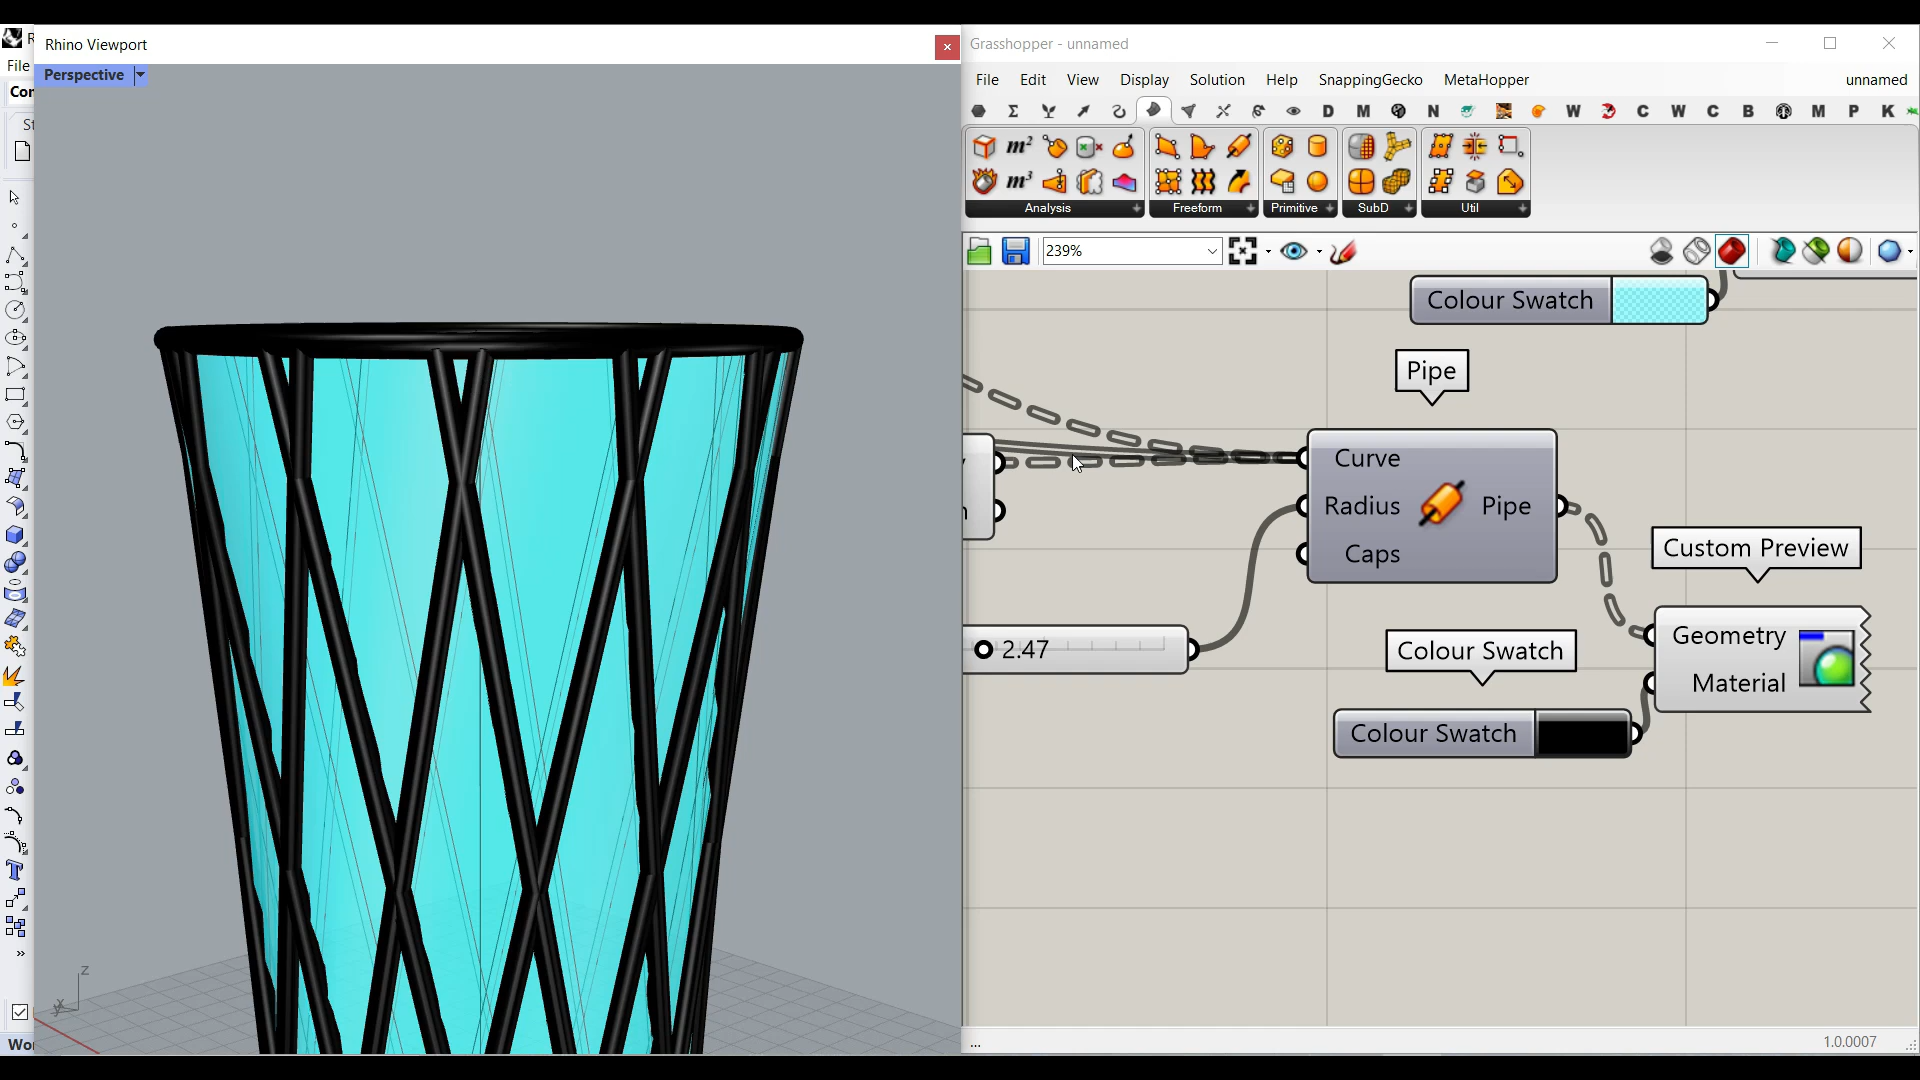 Rhino Viewport
Perspective
File
Grasshopper - unnamed
File Edit View Display Solution Help SnappingGecko MetaHopper unnamed
D M N W C W C B M P K
m² m³
Analysis Freeform Primitive SubD Util
239%
Colour Swatch
Pipe
Curve
Radius Pipe
Caps
Custom Preview
2.47
Colour Swatch
Geometry
Material
Colour Swatch
z
x
y
...
1.0.0007